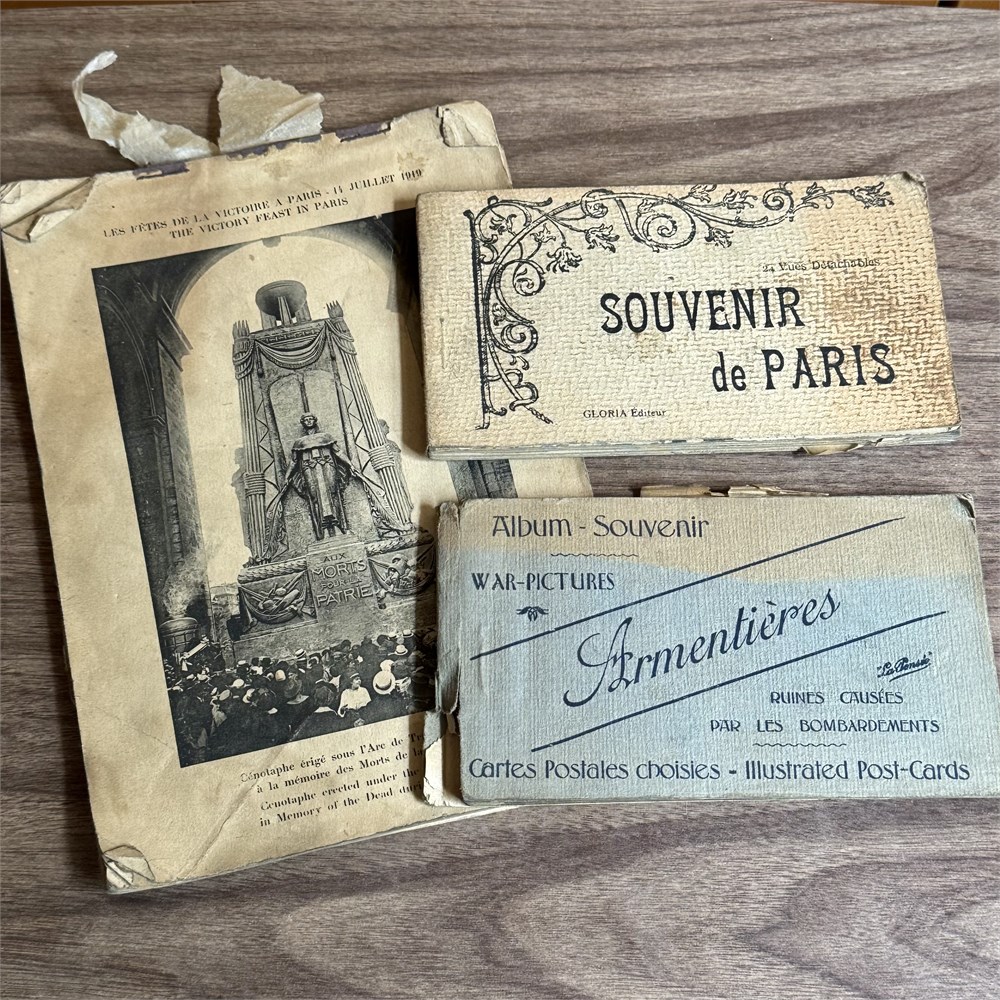 LES FÊTES DE LA VICTOIRE A PARIS - 14 JUILLET 1919
THE VICTORY FEAST IN PARIS
AUX
MORTS
POUR LA
PATRIE
Cénotaphe érigé sous l'Arc de
à la mémoire des Morts de
Cenotaph erected under the
in Memory of the Dead
24 Vues Détachables
SOUVENIR
de PARIS
GLORIA Éditeur
Album - Souvenir
WAR-PICTURES
Armentières
"La Pensée"
RUINES CAUSÉES
PAR LES BOMBARDEMENTS
Cartes Postales choisies - Illustrated Post-Cards